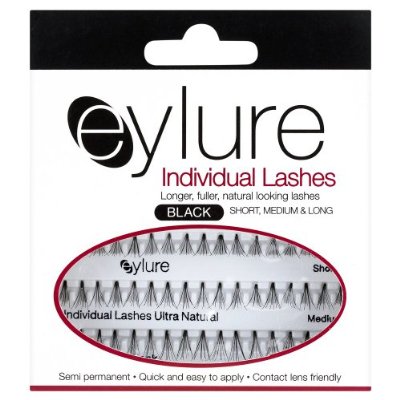 eylure
Individual Lashes
Longer, fuller, natural looking lashes
BLACK SHORT, MEDIUM & LONG
eylure
Individual Lashes Ultra Natural
Semi permanent • Quick and easy to apply • Contact lens friendly